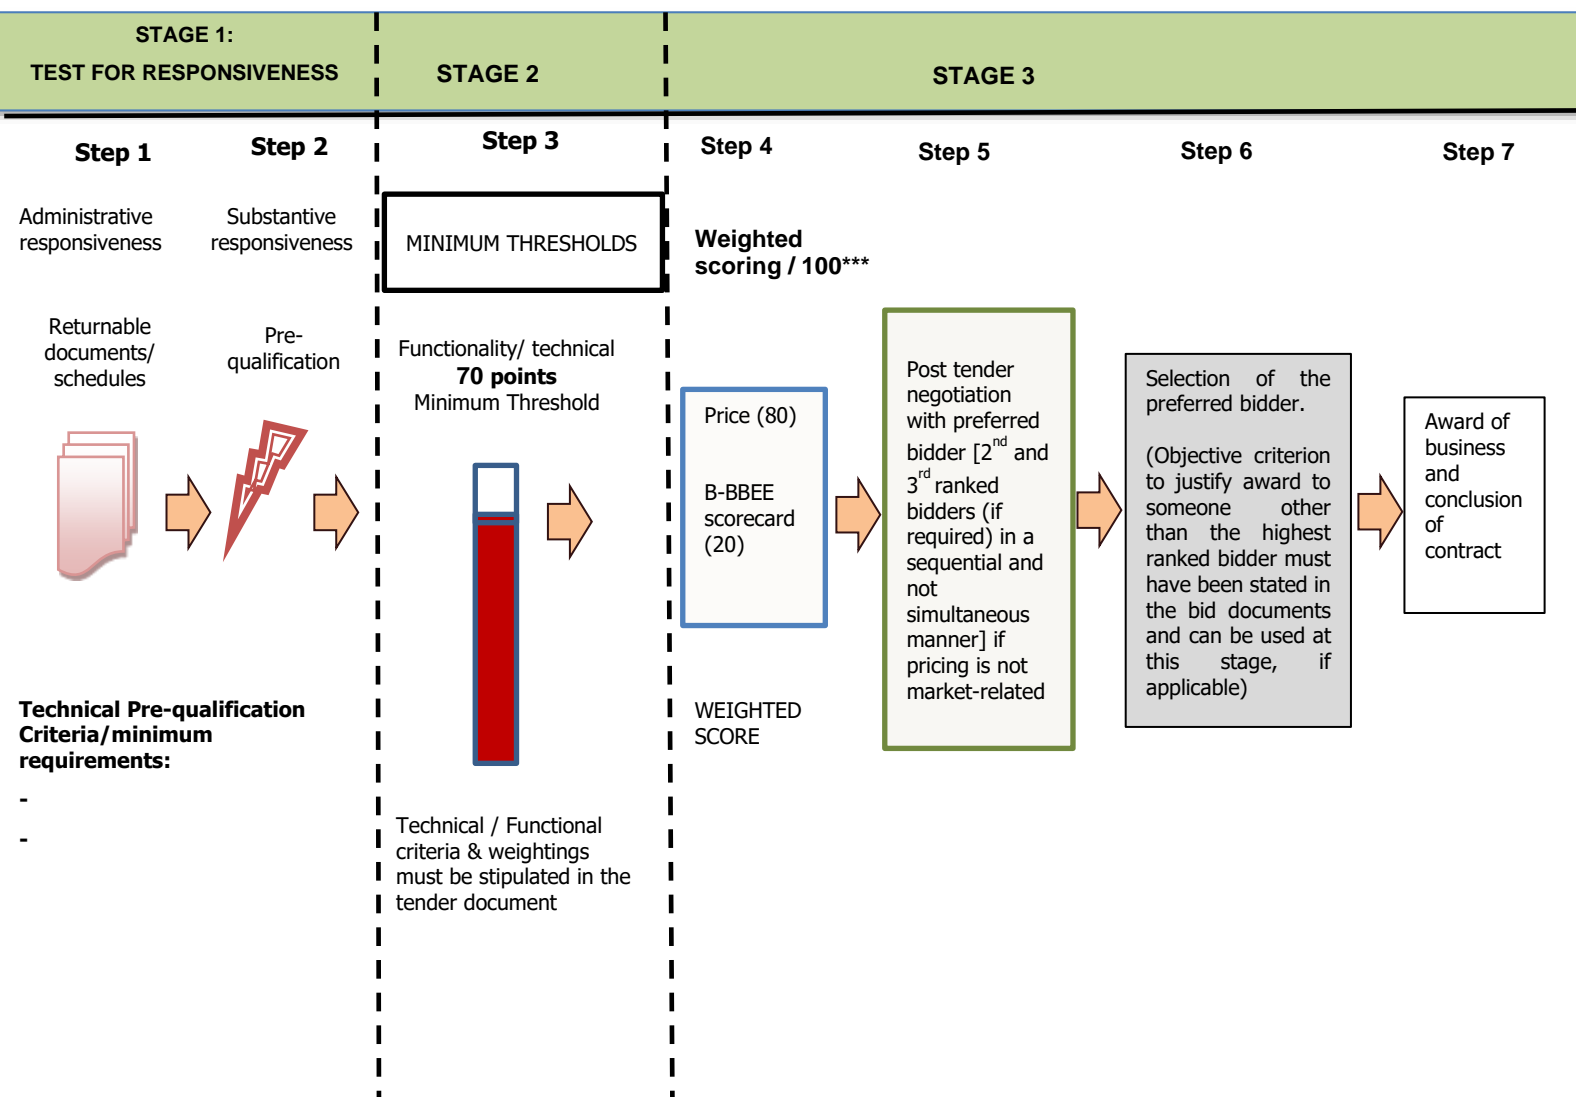 STAGE 1:
TEST FOR RESPONSIVENESS
STAGE 2
STAGE 3
Step 1
Step 2
Step 3
Step 4
Step 5
Step 6
Step 7
Administrative
responsiveness
Substantive
responsiveness
MINIMUM THRESHOLDS
Weighted
scoring / 100***
Returnable
documents/
schedules
Pre-
qualification
Functionality/ technical
70 points
Minimum Threshold
Price (80)
B-BBEE
scorecard
(20)
Post tender
negotiation
with preferred
bidder [2nd and
3rd ranked
bidders (if
required) in a
sequential and
not
simultaneous
manner] if
pricing is not
market-related
Selection of the
preferred bidder.
(Objective criterion
to justify award to
someone other
than the highest
ranked bidder must
have been stated in
the bid documents
and can be used at
this stage, if
applicable)
Award of
business
and
conclusion
of
contract
Technical Pre-qualification
Criteria/minimum
requirements:
-
-
WEIGHTED
SCORE
Technical / Functional
criteria & weightings
must be stipulated in the
tender document